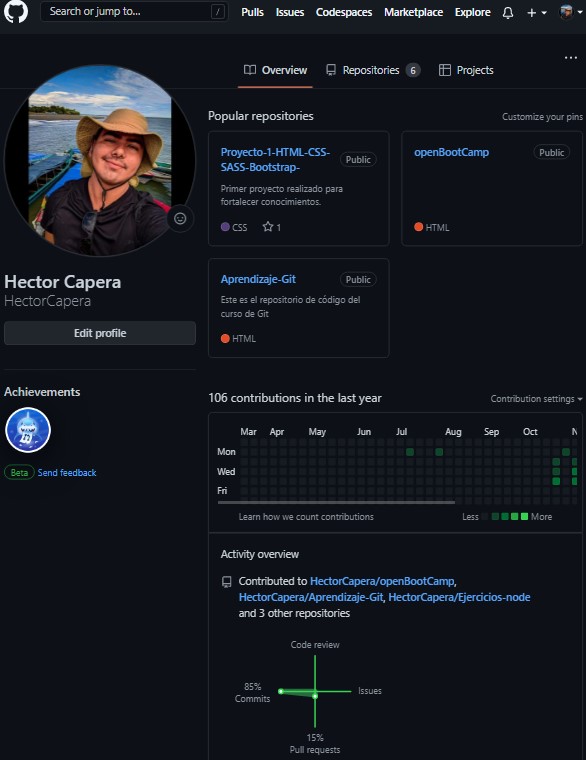 Search or jump to... /
Pulls Issues Codespaces Marketplace Explore
Overview Repositories 6 Projects
Popular repositories Customize your pins
Proyecto-1-HTML-CSS-
SASS-Bootstrap- Public
Primer proyecto realizado para
fortalecer conocimientos.
CSS 1
openBootCamp Public
HTML
Aprendizaje-Git Public
Este es el repositorio de código del
curso de Git
HTML
Hector Capera
HectorCapera
Edit profile
Achievements
Beta Send feedback
106 contributions in the last year Contribution settings
Mar Apr May Jun Jul Aug Sep Oct N
Mon
Wed
Fri
Learn how we count contributions Less More
Activity overview
Contributed to HectorCapera/openBootCamp,
HectorCapera/Aprendizaje-Git, HectorCapera/Ejercicios-node
and 3 other repositories
Code review
85%
Commits
Issues
15%
Pull requests